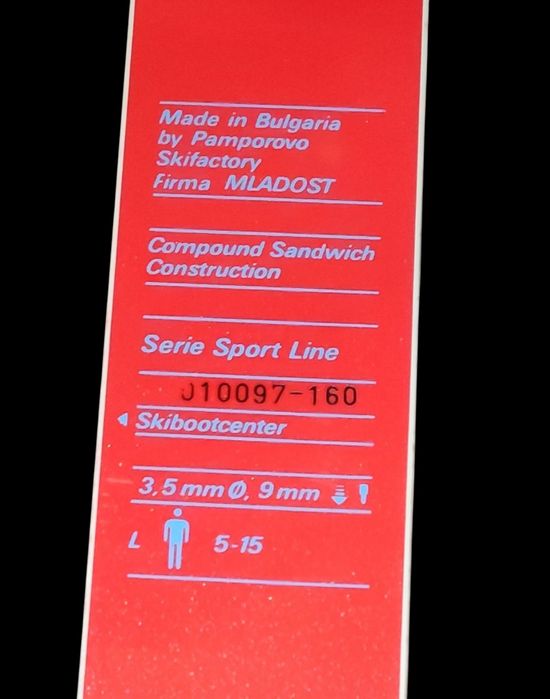 Made in Bulgaria
by Pamporovo
Skifactory
Firma MLADOST
Compound Sandwich
Construction
Serie Sport Line
010097-160
Skibootcenter
3,5 mm Ø, 9 mm
L 5-15